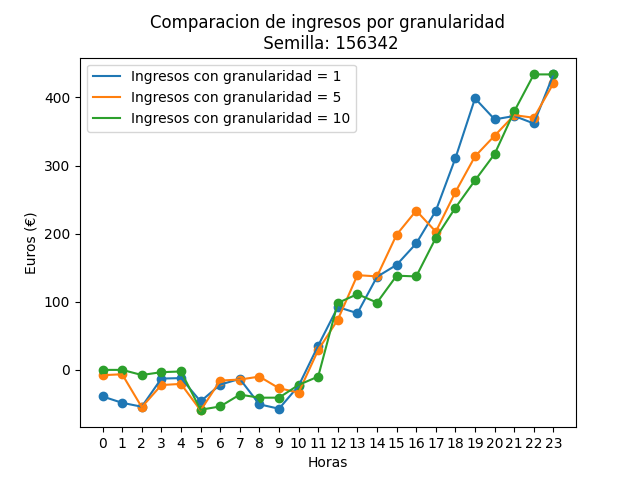 Comparacion de ingresos por granularidad
Semilla: 156342
Ingresos con granularidad = 1
Ingresos con granularidad = 5
Ingresos con granularidad = 10
Euros (€)
400
300
200
100
0
0 1 2 3 4 5 6 7 8 9 10 11 12 13 14 15 16 17 18 19 20 21 22 23
Horas